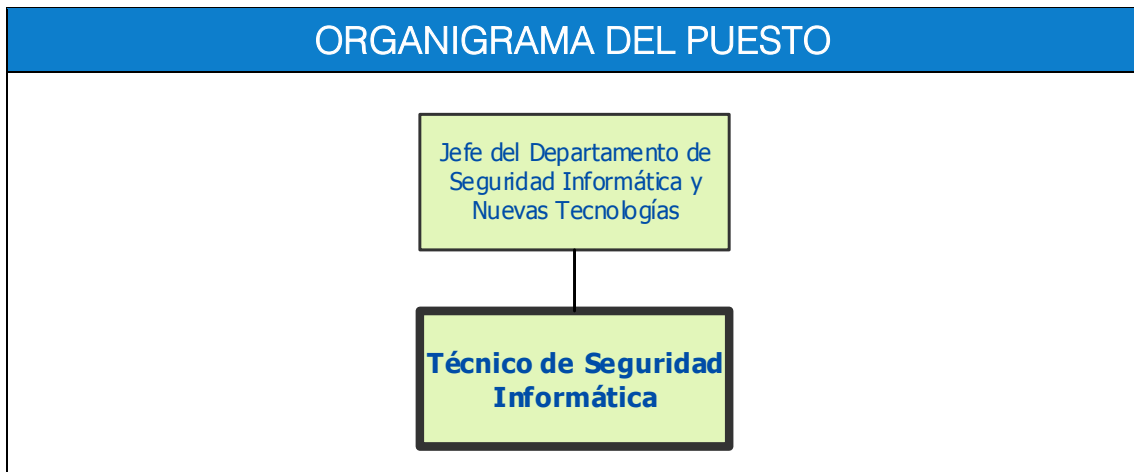 ORGANIGRAMA DEL PUESTO
Jefe del Departamento de
Seguridad Informática y
Nuevas Tecnologías
Técnico de Seguridad
Informática